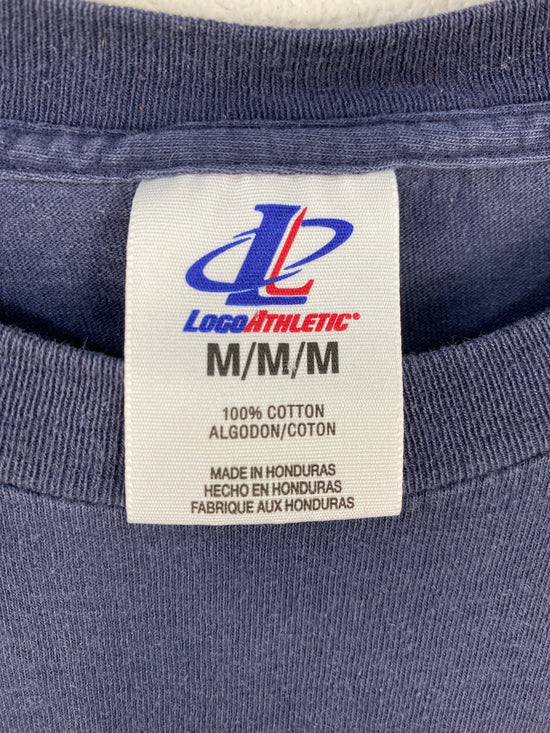 LOGOATHLETIC®
M/M/M
100% COTTON
ALGODON/COTON
MADE IN HONDURAS
HECHO EN HONDURAS
FABRIQUE AUX HONDURAS